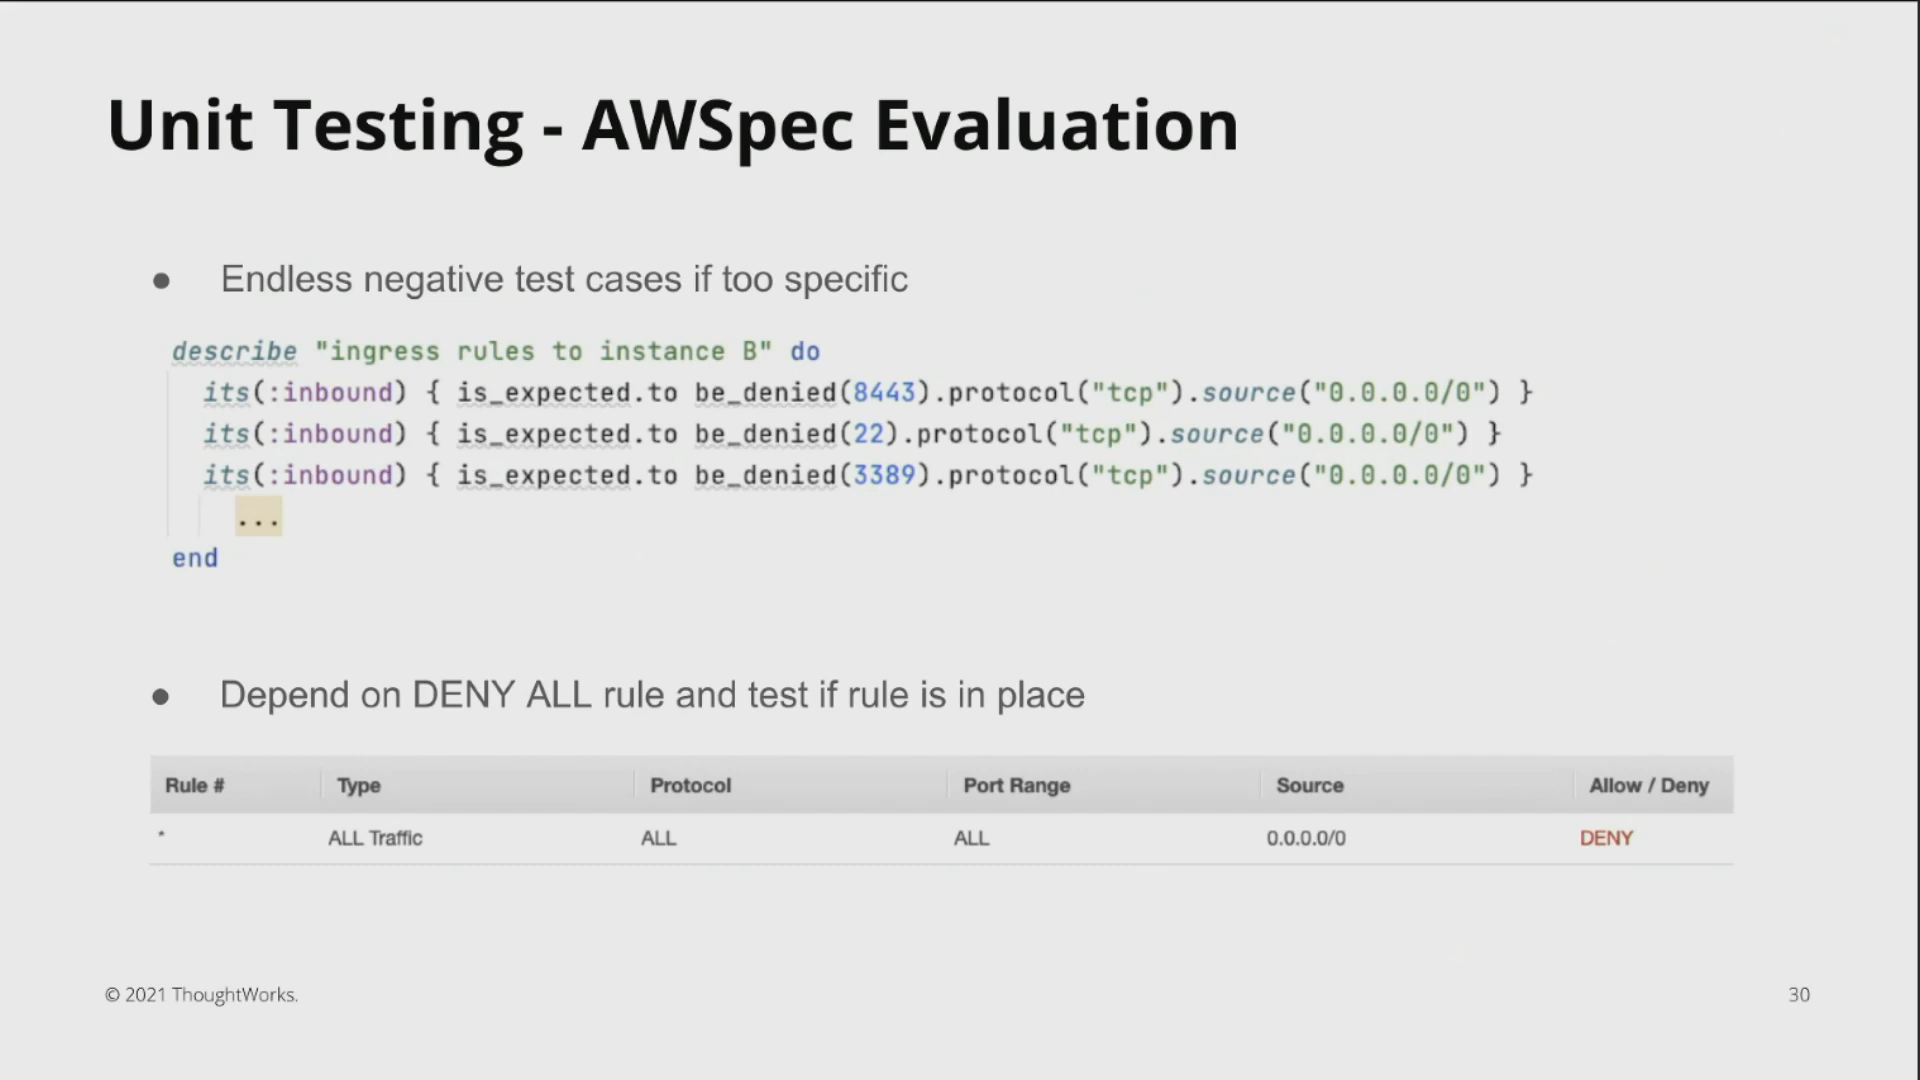 Unit Testing - AWSpec Evaluation
● Endless negative test cases if too specific
describe "ingress rules to instance B" do
its(:inbound) { is_expected.to be_denied(8443).protocol("tcp").source("0.0.0.0/0") }
its(:inbound) { is_expected.to be_denied(22).protocol("tcp").source("0.0.0.0/0") }
its(:inbound) { is_expected.to be_denied(3389).protocol("tcp").source("0.0.0.0/0") }
...
end
● Depend on DENY ALL rule and test if rule is in place
Rule # Type Protocol Port Range Source Allow / Deny
* ALL Traffic ALL ALL 0.0.0.0/0 DENY
© 2021 ThoughtWorks. 30